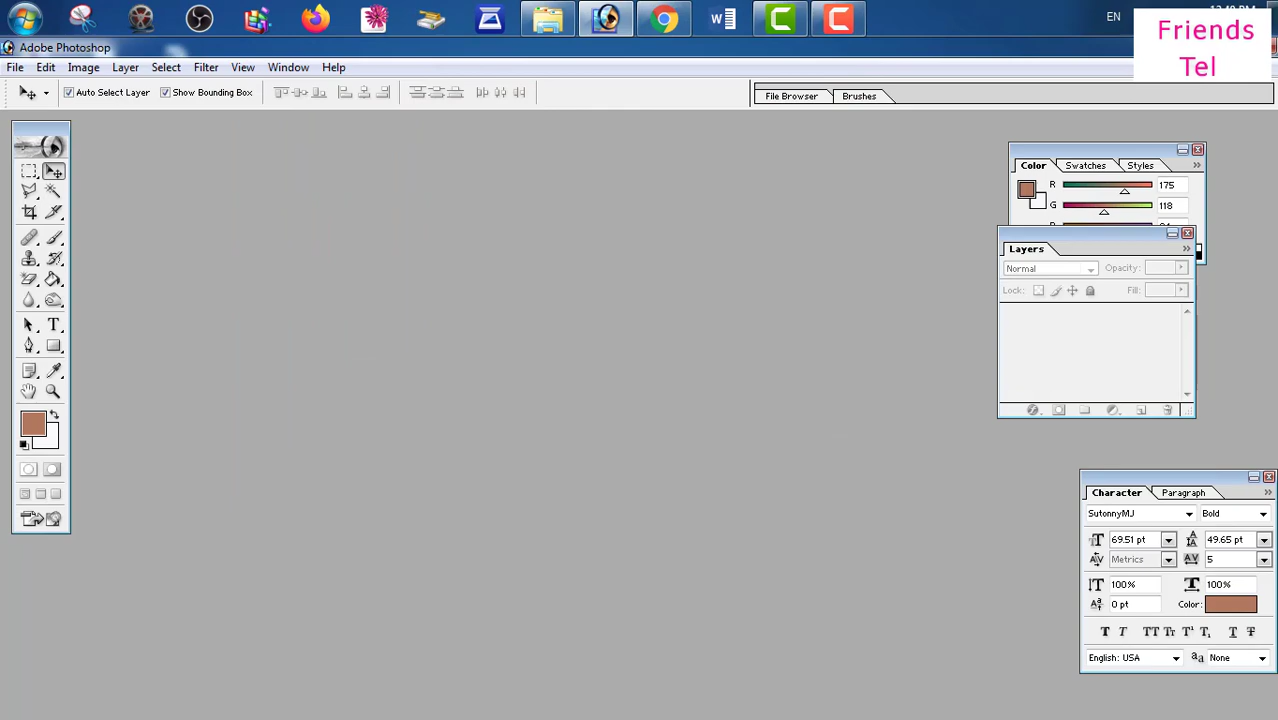 EN
Friends
Tel
Adobe Photoshop
File Edit Image Layer Select Filter View Window Help
Auto Select Layer Show Bounding Box
File Browser Brushes
Color Swatches Styles
R 175
G 118
Layers
Normal Opacity:
Lock: Fill:
Character Paragraph
SutonnyMJ Bold
69.51 pt 49.65 pt
Metrics 5
100% 100%
0 pt Color:
English: USA aa None